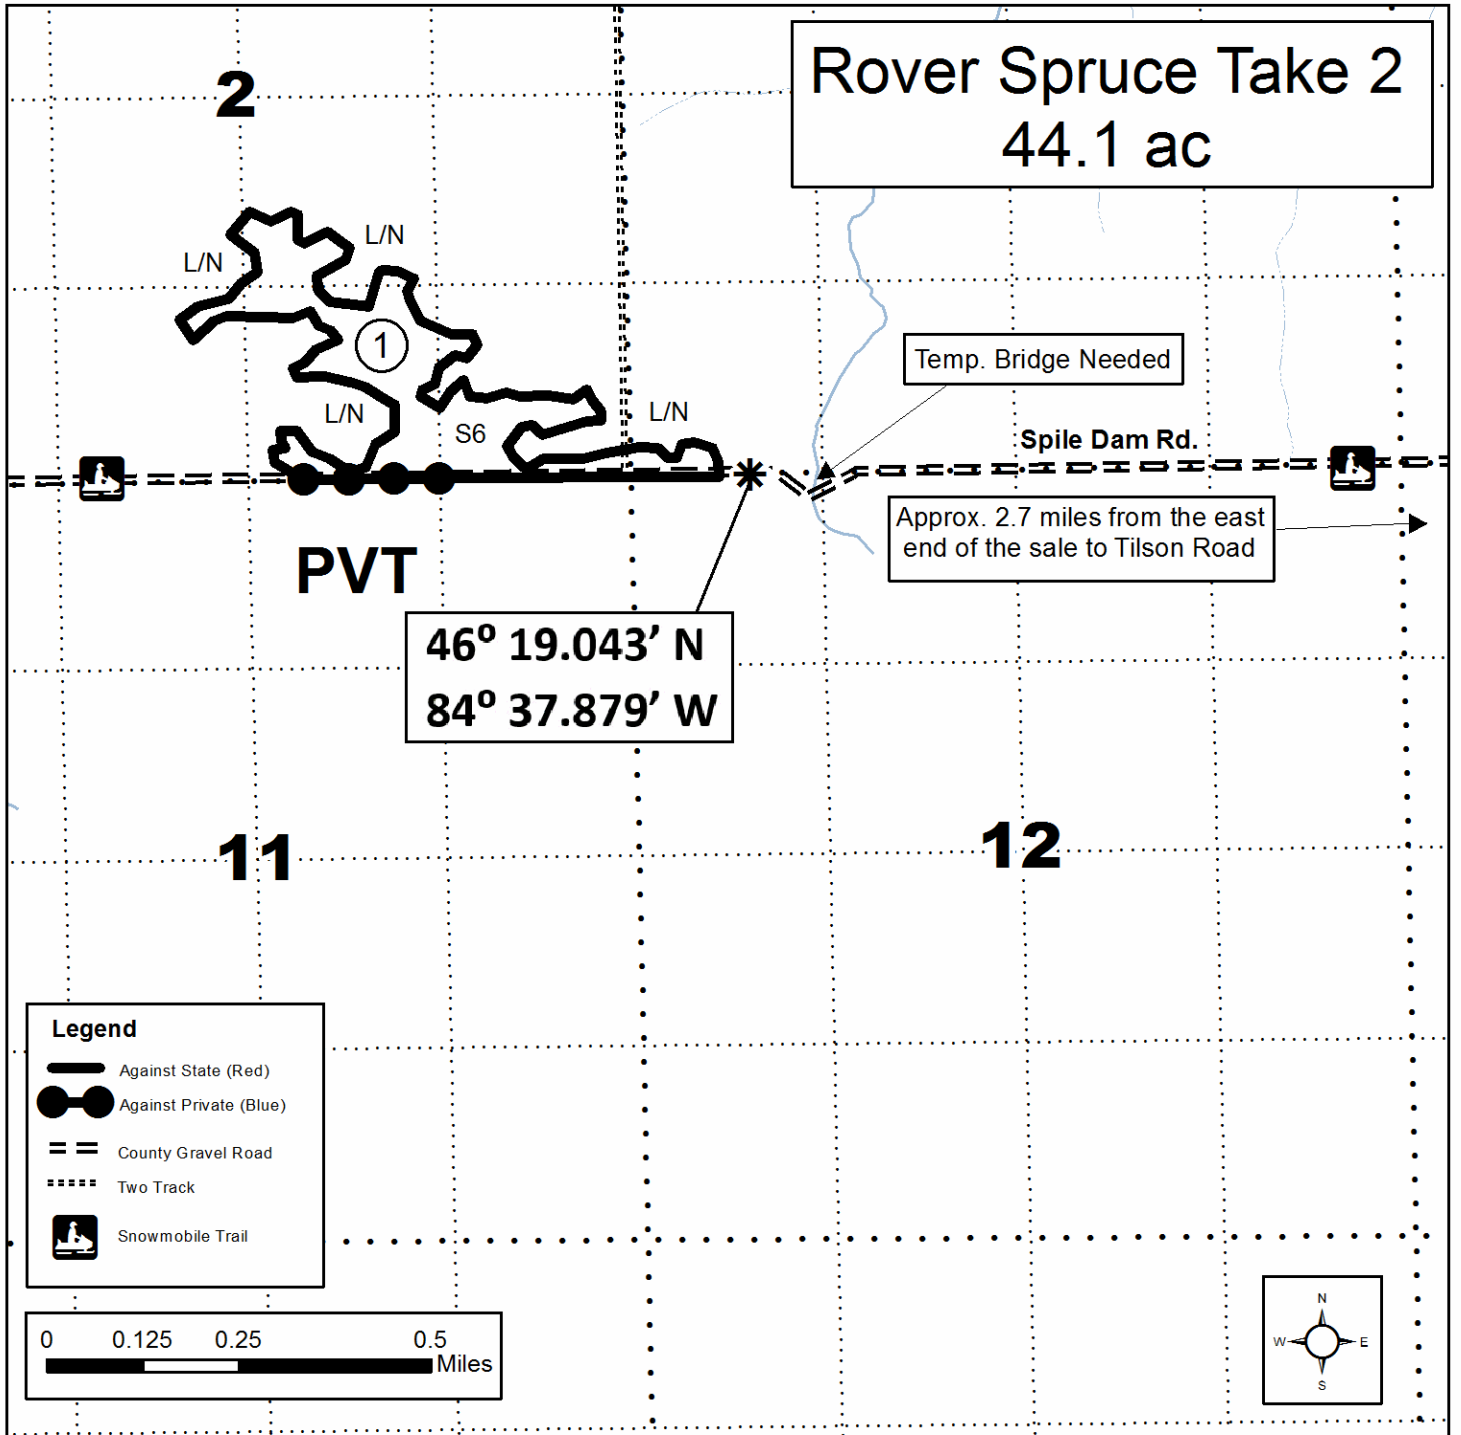 Rover Spruce Take 2
44.1 ac
2
L/N
L/N
1
L/N
S6
L/N
Temp. Bridge Needed
Spile Dam Rd.
Approx. 2.7 miles from the east
end of the sale to Tilson Road
PVT
46⁰ 19.043’ N
84⁰ 37.879’ W
11
12
Legend
Against State (Red)
Against Private (Blue)
County Gravel Road
Two Track
Snowmobile Trail
0 0.125 0.25 0.5
Miles
N
W E
S